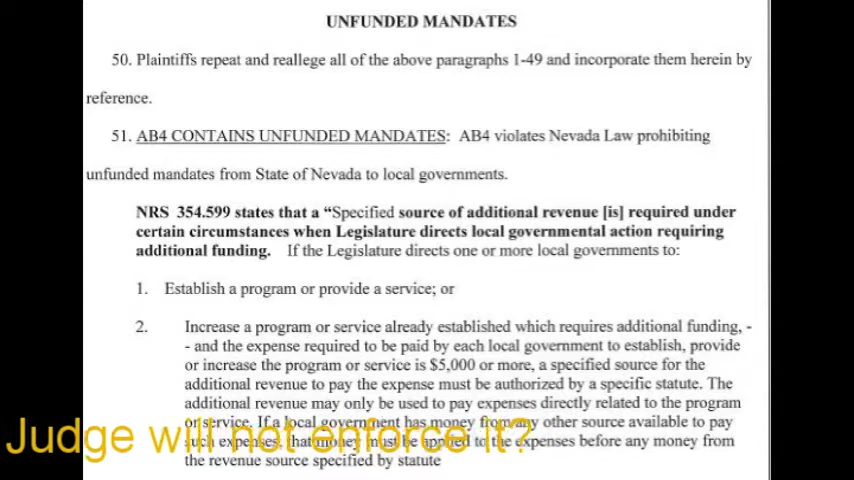 UNFUNDED MANDATES
50. Plaintiffs repeat and reallege all of the above paragraphs 1-49 and incorporate them herein by
reference.
51. AB4 CONTAINS UNFUNDED MANDATES: AB4 violates Nevada Law prohibiting
unfunded mandates from State of Nevada to local governments.
NRS 354.599 states that a “Specified source of additional revenue [is] required under
certain circumstances when Legislature directs local governmental action requiring
additional funding. If the Legislature directs one or more local governments to:
1. Establish a program or provide a service; or
2. Increase a program or service already established which requires additional funding, -
- and the expense required to be paid by each local government to establish, provide
or increase the program or service is $5,000 or more, a specified source for the
additional revenue to pay the expense must be authorized by a specific statute. The
additional revenue may only be used to pay expenses directly related to the program
or service. If a local government has money from any other source available to pay
such expenses, that money must be applied to the expenses before any money from
the revenue source specified by statute
Judge will not enforce it?